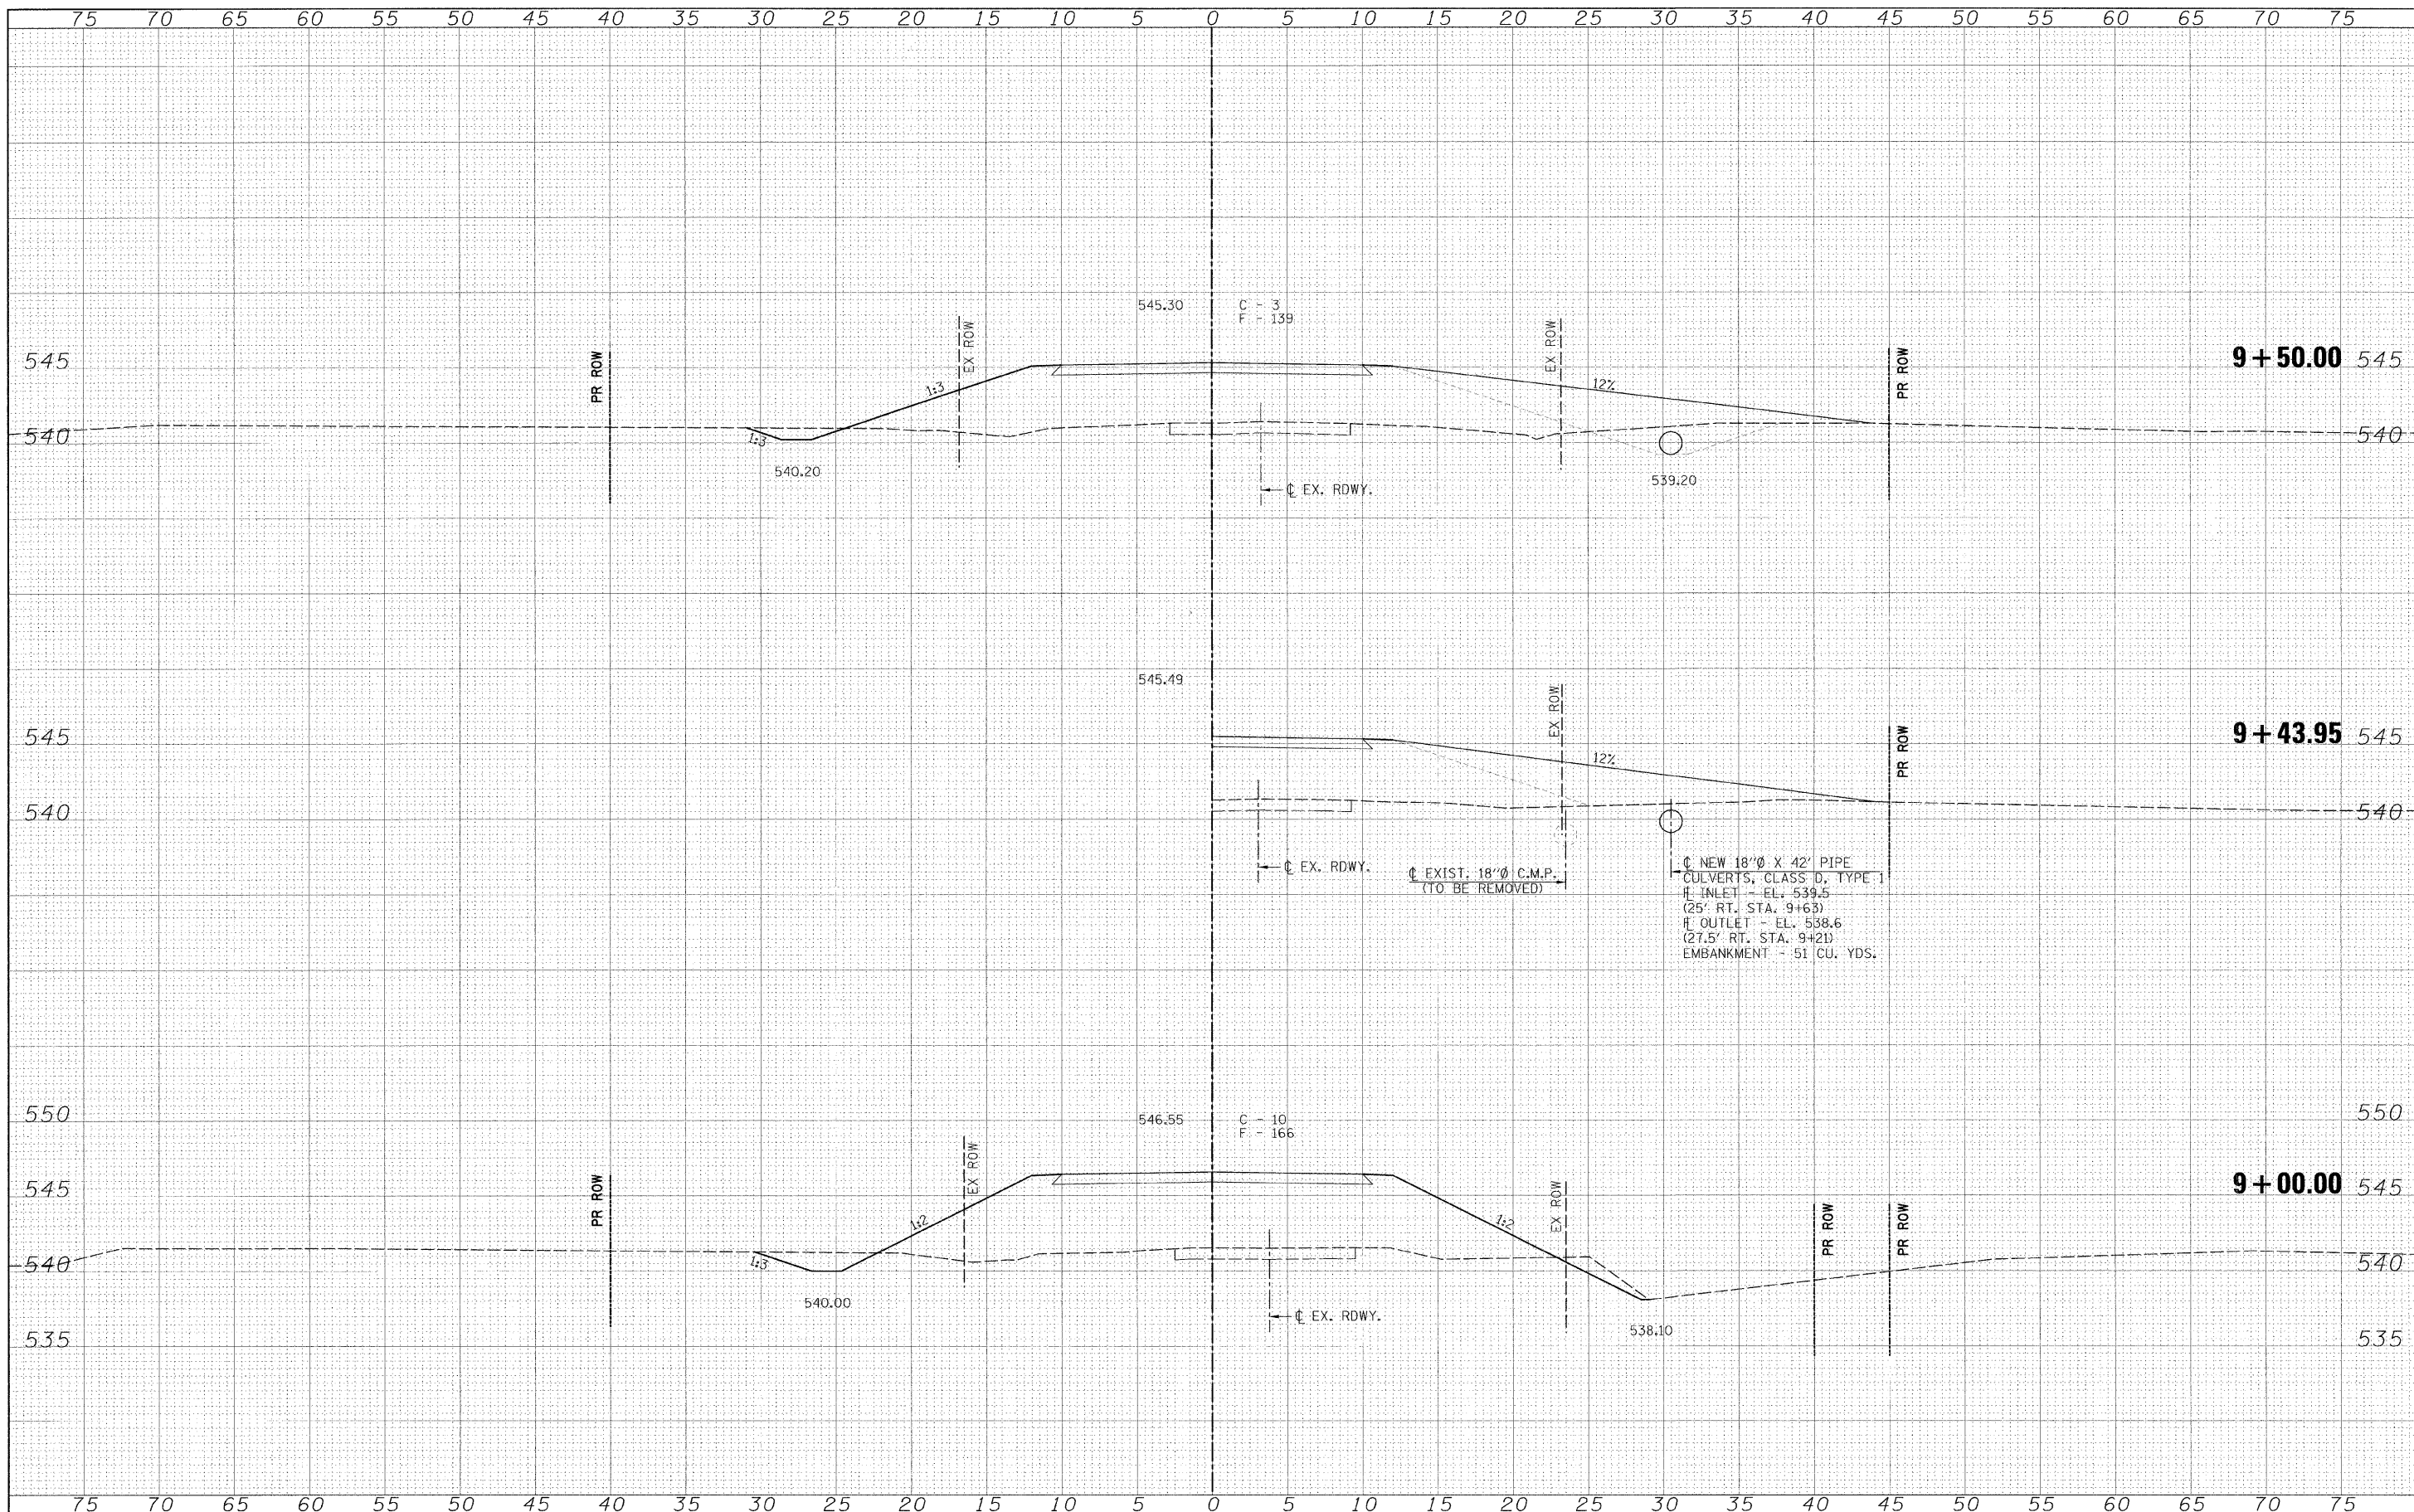 75 70 65 60 55 50 45 40 35 30 25 20 15 10 5 0 5 10 15 20 25 30 35 40 45 50 55 60 65 70 75
545.30
C - 3
F - 139
545
PR ROW
1:3
EX ROW
EX ROW
12%
PR ROW
9+50.00 545
540
1:3
540
540.20
℄ EX. RDWY.
539.20
545.49
EX ROW
545
12%
PR ROW
9+43.95 545
540
540
℄ EX. RDWY.
℄ EXIST. 18"Ø C.M.P.
(TO BE REMOVED)
℄ NEW 18"Ø X 42' PIPE
CULVERTS, CLASS D, TYPE 1
FL INLET - EL. 539.5
(25' RT. STA. 9+63)
FL OUTLET - EL. 538.6
(27.5' RT. STA. 9+21)
EMBANKMENT - 51 CU. YDS.
550
546.55
C - 10
F - 166
550
545
PR ROW
1:2
EX ROW
1:2
EX ROW
PR ROW
PR ROW
9+00.00 545
540
1:3
540
540.00
℄ EX. RDWY.
538.10
535
535
75 70 65 60 55 50 45 40 35 30 25 20 15 10 5 0 5 10 15 20 25 30 35 40 45 50 55 60 65 70 75